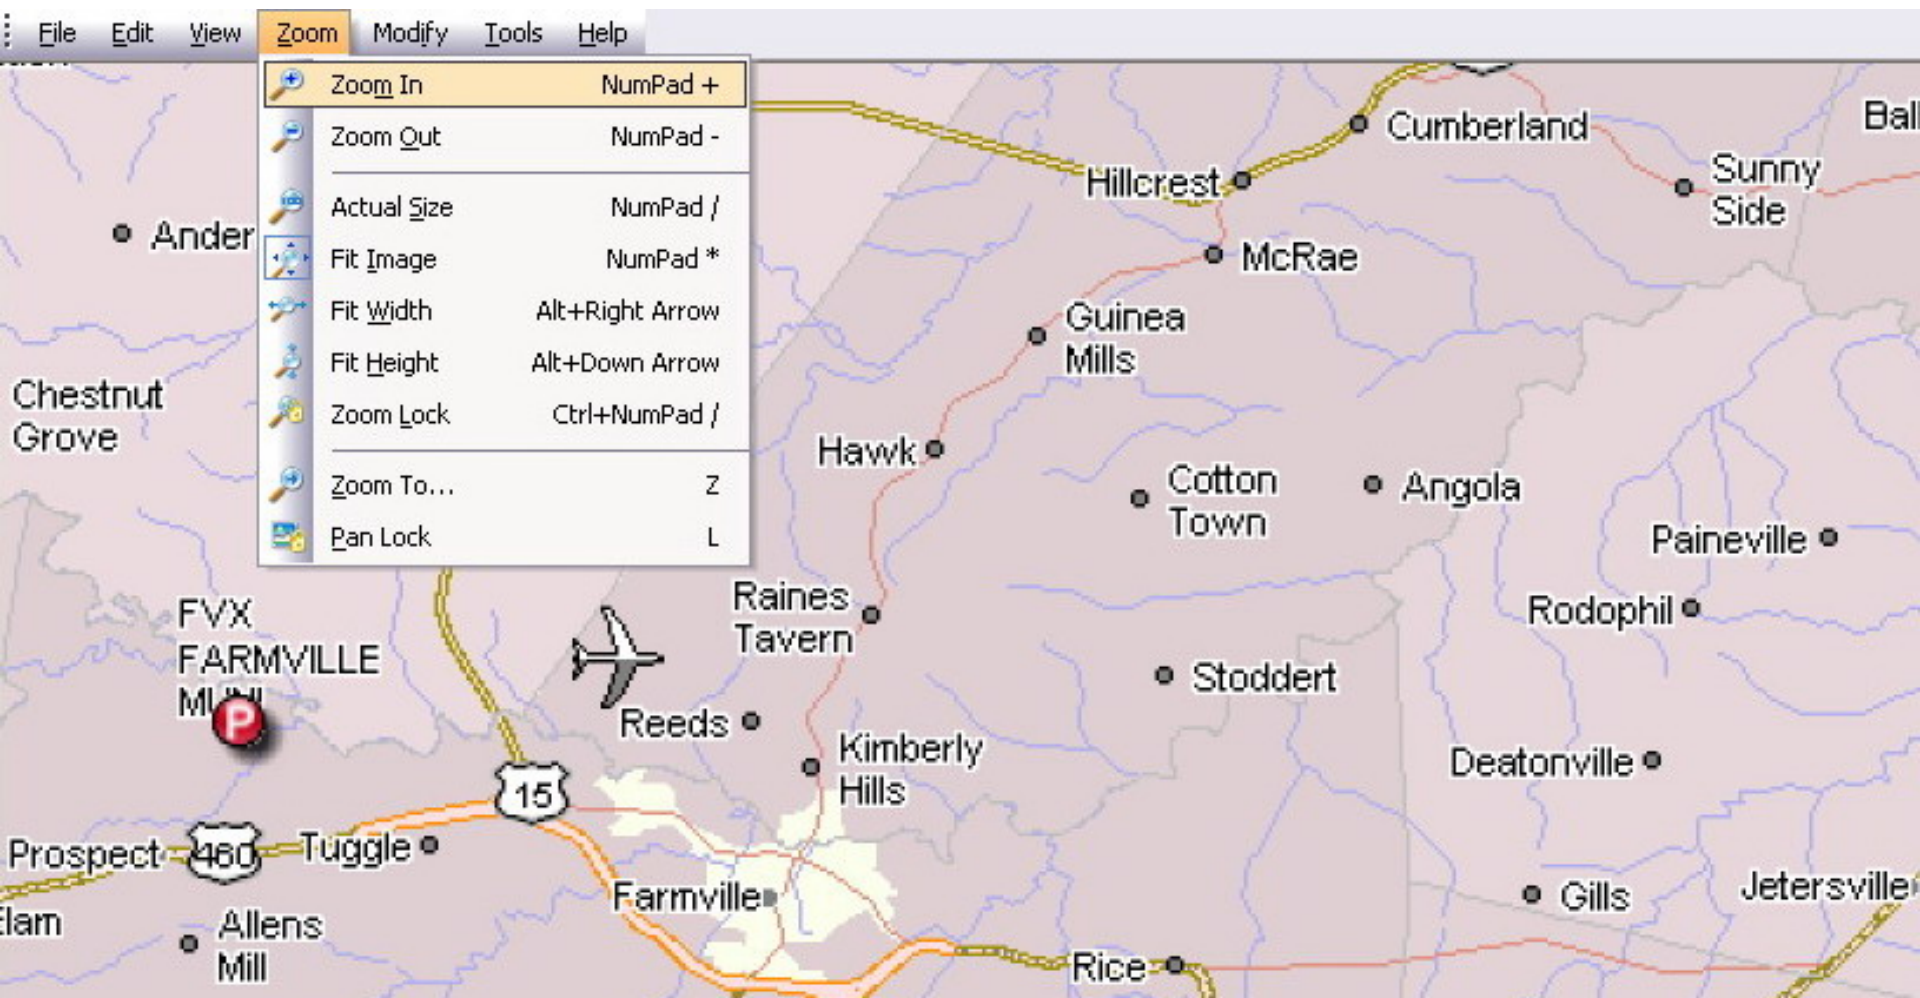 File Edit View Zoom Modify Tools Help
Zoom In NumPad +
Zoom Out NumPad -
Actual Size NumPad /
Fit Image NumPad *
Fit Width Alt+Right Arrow
Fit Height Alt+Down Arrow
Zoom Lock Ctrl+NumPad /
Zoom To... Z
Pan Lock L
Cumberland
Hillcrest
Sunny
Side
Ander
McRae
Guinea
Mills
Chestnut
Grove
Hawk
Cotton
Town
Angola
Paineville
Raines
Tavern
Rodophil
FVX
FARMVILLE
MUNI
P
Stoddert
Reeds
Kimberly
Hills
Deatonville
15
Prospect
460
Tuggle
Farmville
Gills
Jetersville
Elam
Allens
Mill
Rice